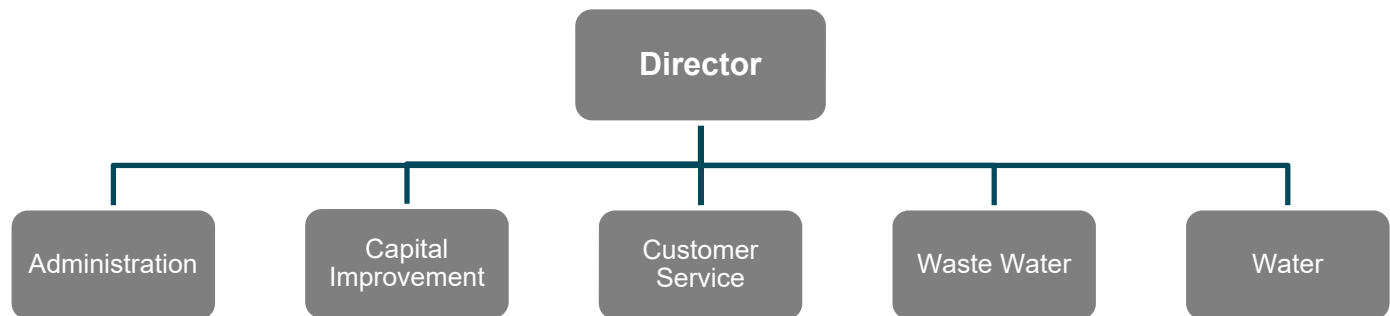 Director
Administration
Capital
Improvement
Customer
Service
Waste Water
Water